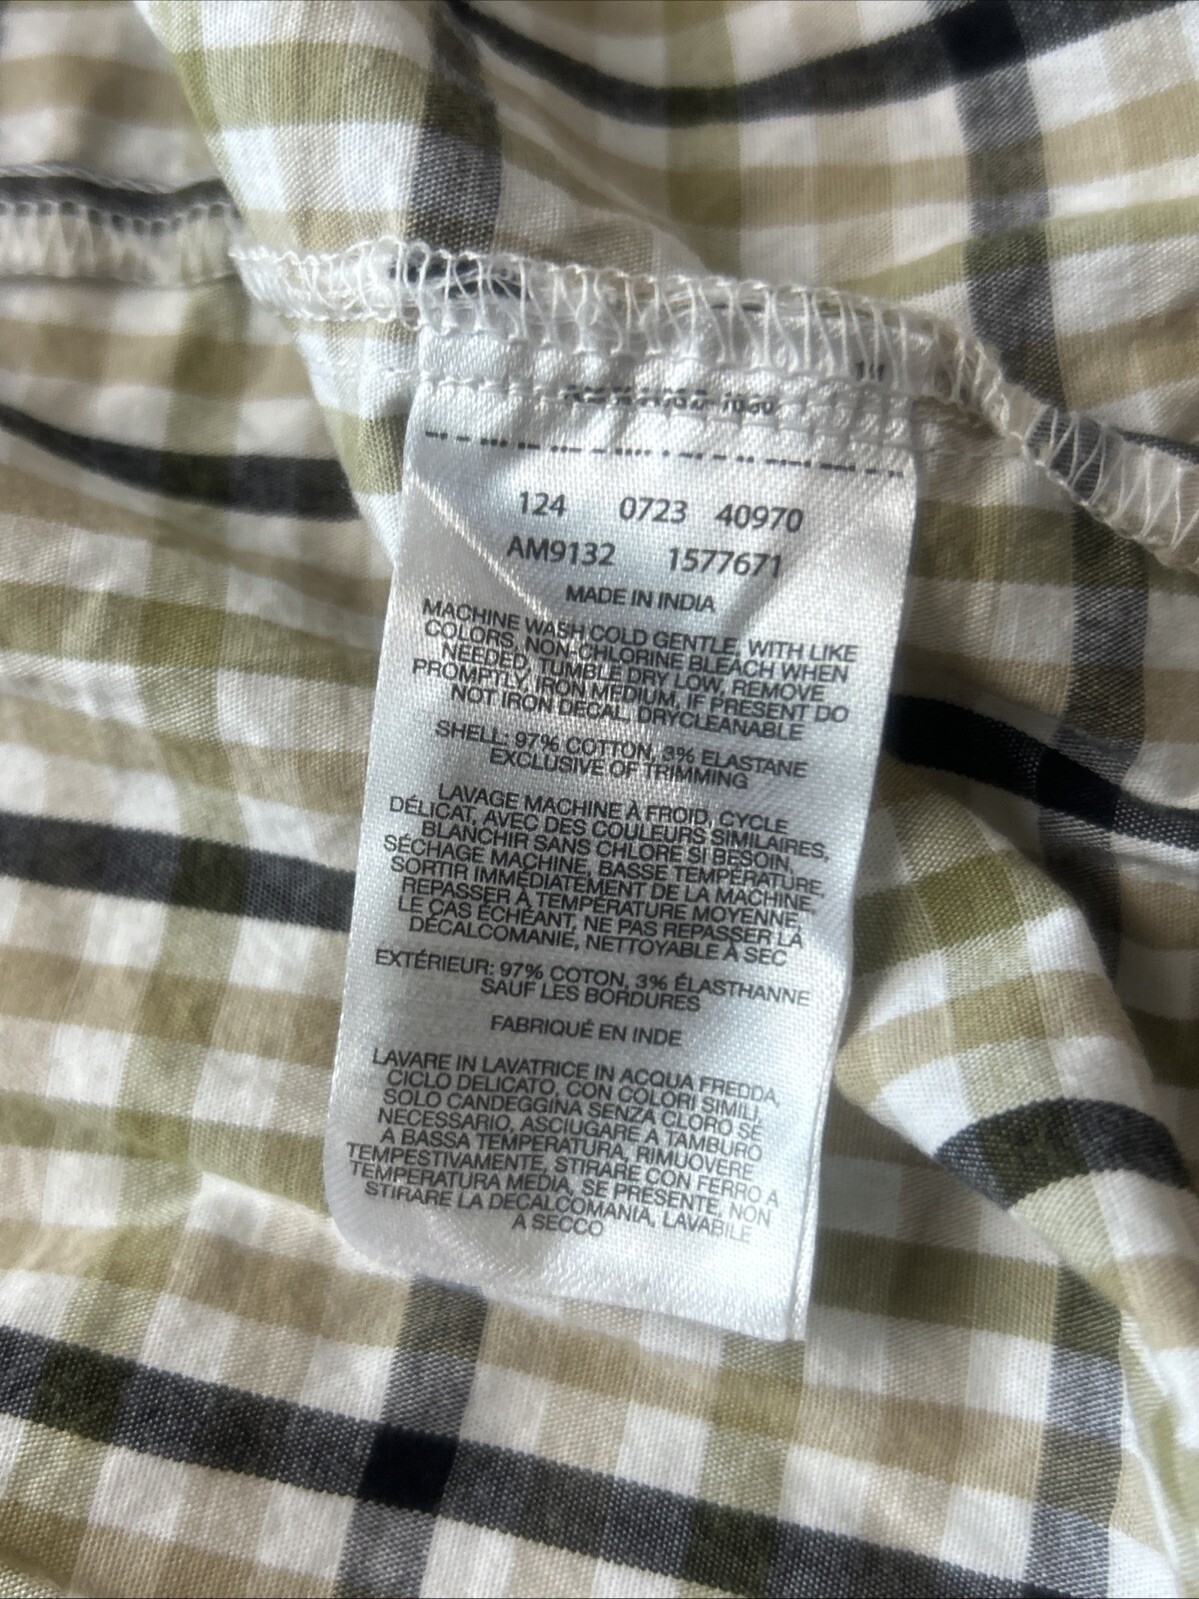 124 0723 40970
AM9132 1577671
MADE IN INDIA
MACHINE WASH COLD GENTLE, WITH LIKE
COLORS, NON-CHLORINE BLEACH WHEN
NEEDED, TUMBLE DRY LOW, REMOVE
PROMPTLY, IRON MEDIUM, IF PRESENT DO
NOT IRON DECAL, DRYCLEANABLE
SHELL: 97% COTTON, 3% ELASTANE
EXCLUSIVE OF TRIMMING
LAVAGE MACHINE À FROID, CYCLE
DÉLICAT, AVEC DES COULEURS SIMILAIRES,
BLANCHIR SANS CHLORE SI BESOIN,
SÉCHAGE MACHINE, BASSE TEMPÉRATURE,
SORTIR IMMÉDIATEMENT DE LA MACHINE,
REPASSER À TEMPÉRATURE MOYENNE,
LE CAS ÉCHÉANT, NE PAS REPASSER LA
DÉCALCOMANIE, NETTOYABLE À SEC
EXTÉRIEUR: 97% COTON, 3% ÉLASTHANNE
SAUF LES BORDURES
FABRIQUÉ EN INDE
LAVARE IN LAVATRICE IN ACQUA FREDDA,
CICLO DELICATO, CON COLORI SIMILI,
SOLO CANDEGGINA SENZA CLORO SE
NECESSARIO, ASCIUGARE A TAMBURO
A BASSA TEMPERATURA, RIMUOVERE
TEMPESTIVAMENTE, STIRARE CON FERRO A
TEMPERATURA MEDIA, SE PRESENTE, NON
STIRARE LA DECALCOMANIA, LAVABILE
A SECCO